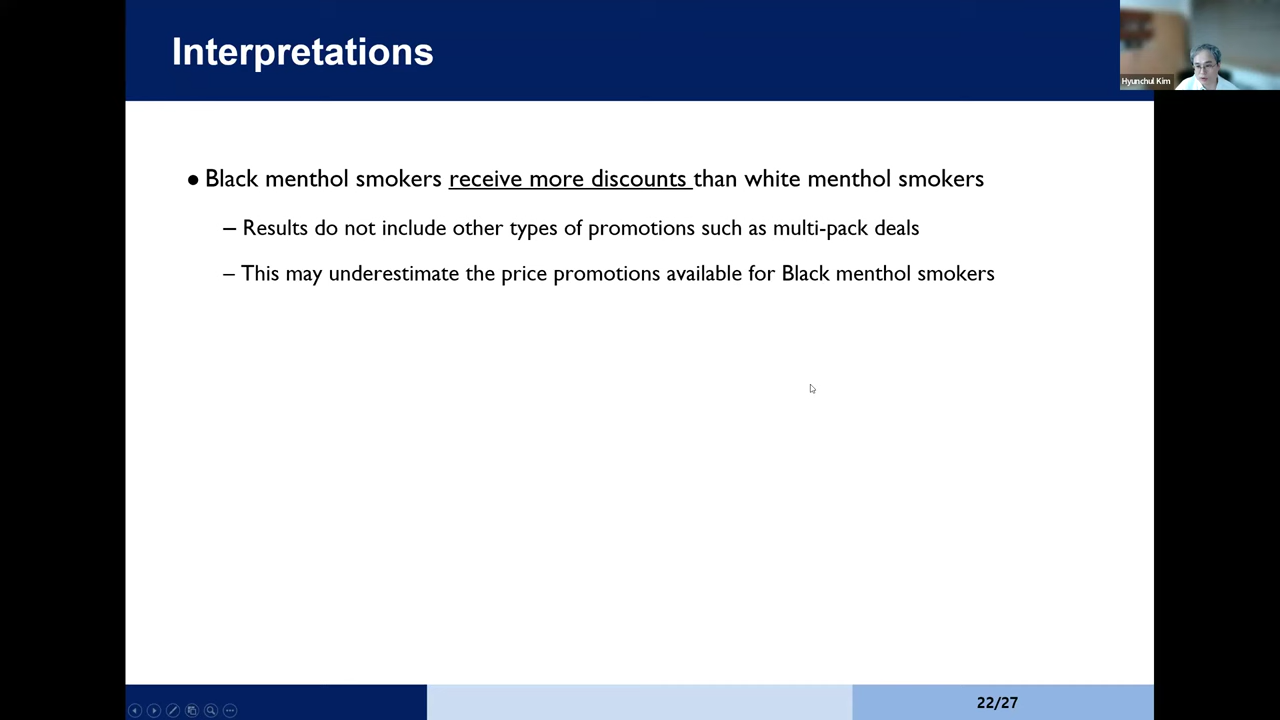 Interpretations
Hyunchul Kim
● Black menthol smokers receive more discounts than white menthol smokers
– Results do not include other types of promotions such as multi-pack deals
– This may underestimate the price promotions available for Black menthol smokers
22/27